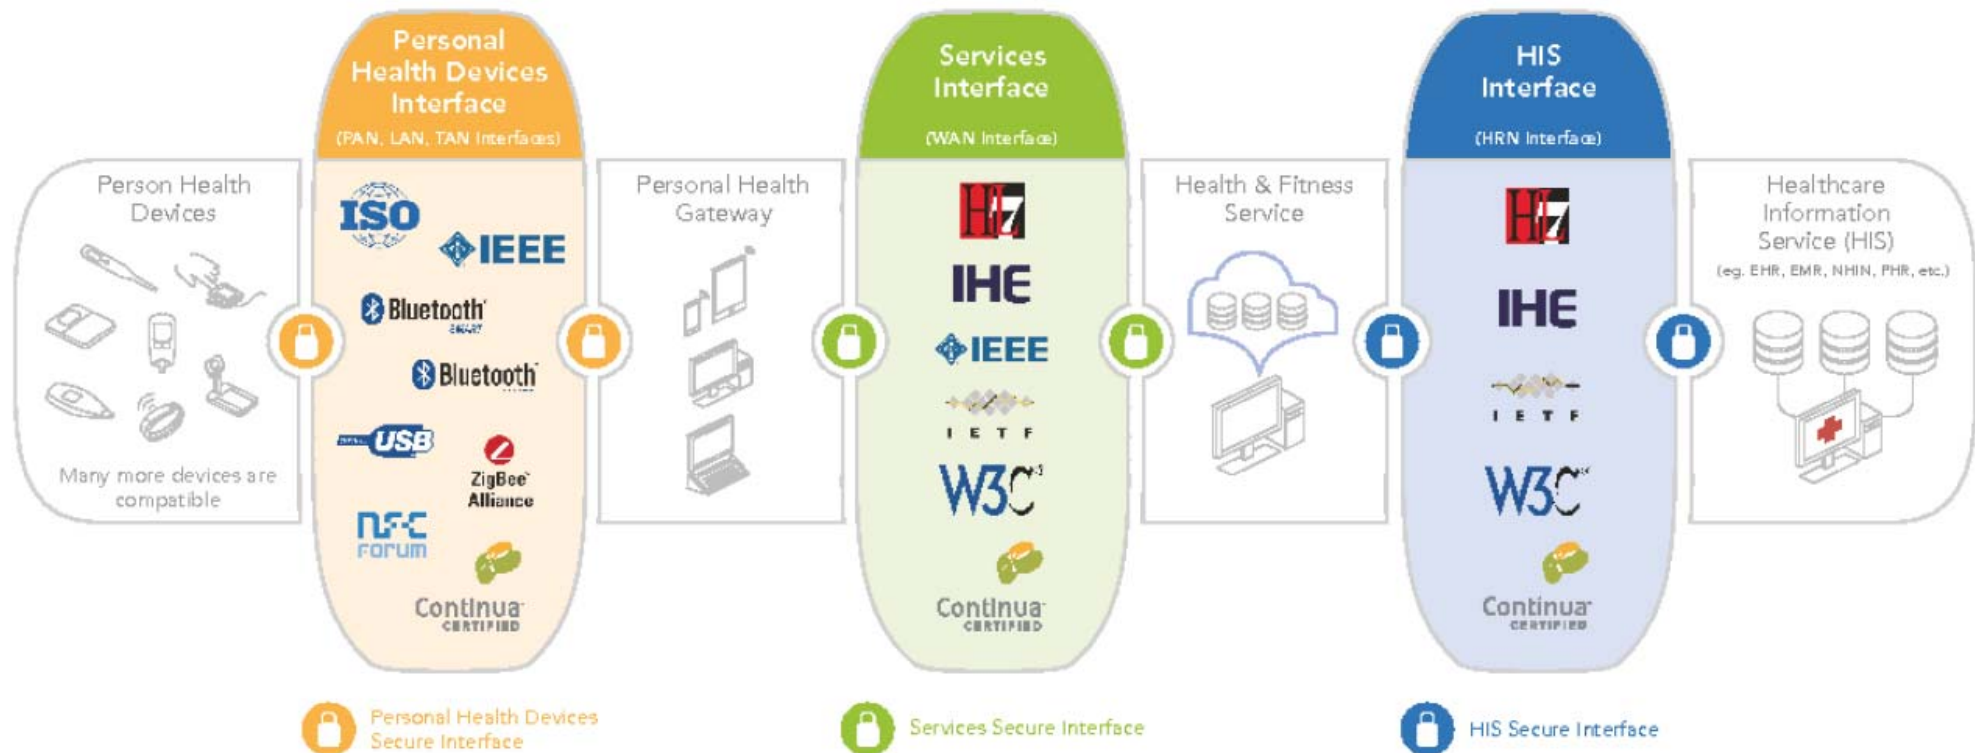 Personal
Health Devices
Interface
(PAN, LAN, TAN Interfaces)
Services
Interface
(WAN Interface)
HIS
Interface
(HRN Interface)
Person Health
Devices
Many more devices are
compatible
ISO
IEEE
Bluetooth
SMART
Bluetooth
USB
ZigBee
Alliance
NFC
Forum
Continua
CERTIFIED
Personal Health
Gateway
HL7
IHE
IEEE
IETF
W3C
Continua
CERTIFIED
Health & Fitness
Service
HL7
IHE
IETF
W3C
Continua
CERTIFIED
Healthcare
Information
Service (HIS)
(eg. EHR, EMR, NHIN, PHR, etc.)
Personal Health Devices
Secure Interface
Services Secure Interface
HIS Secure Interface